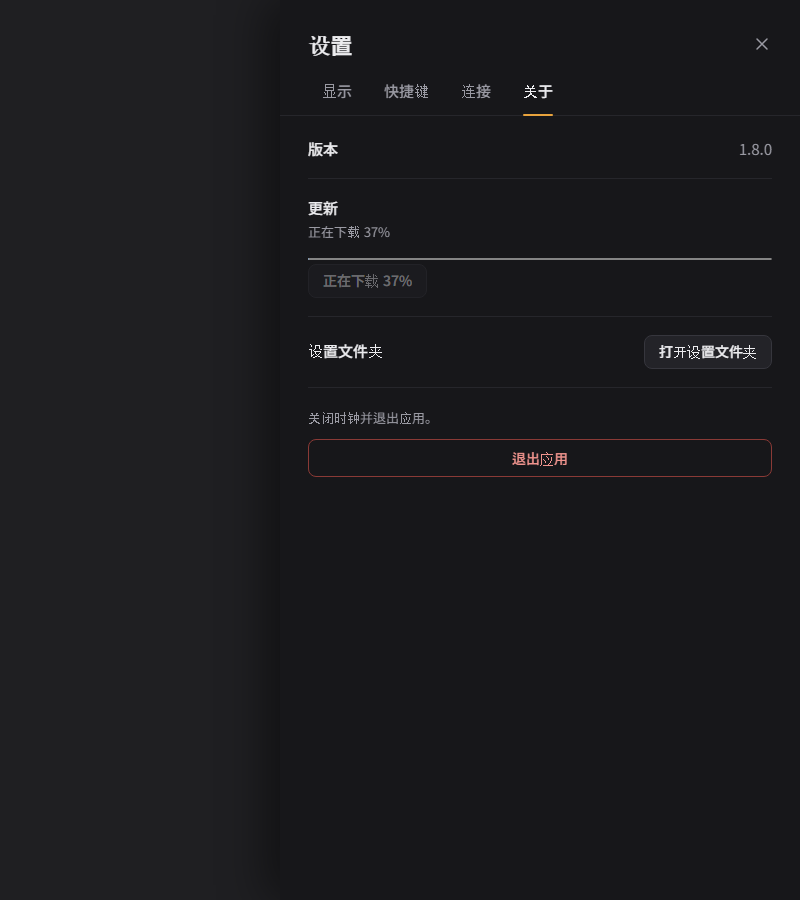 设置
显示 快捷键 连接 关于
版本 1.8.0
更新
正在下载 37%
正在下载 37%
设置文件夹 打开设置文件夹
关闭时钟并退出应用。
退出应用